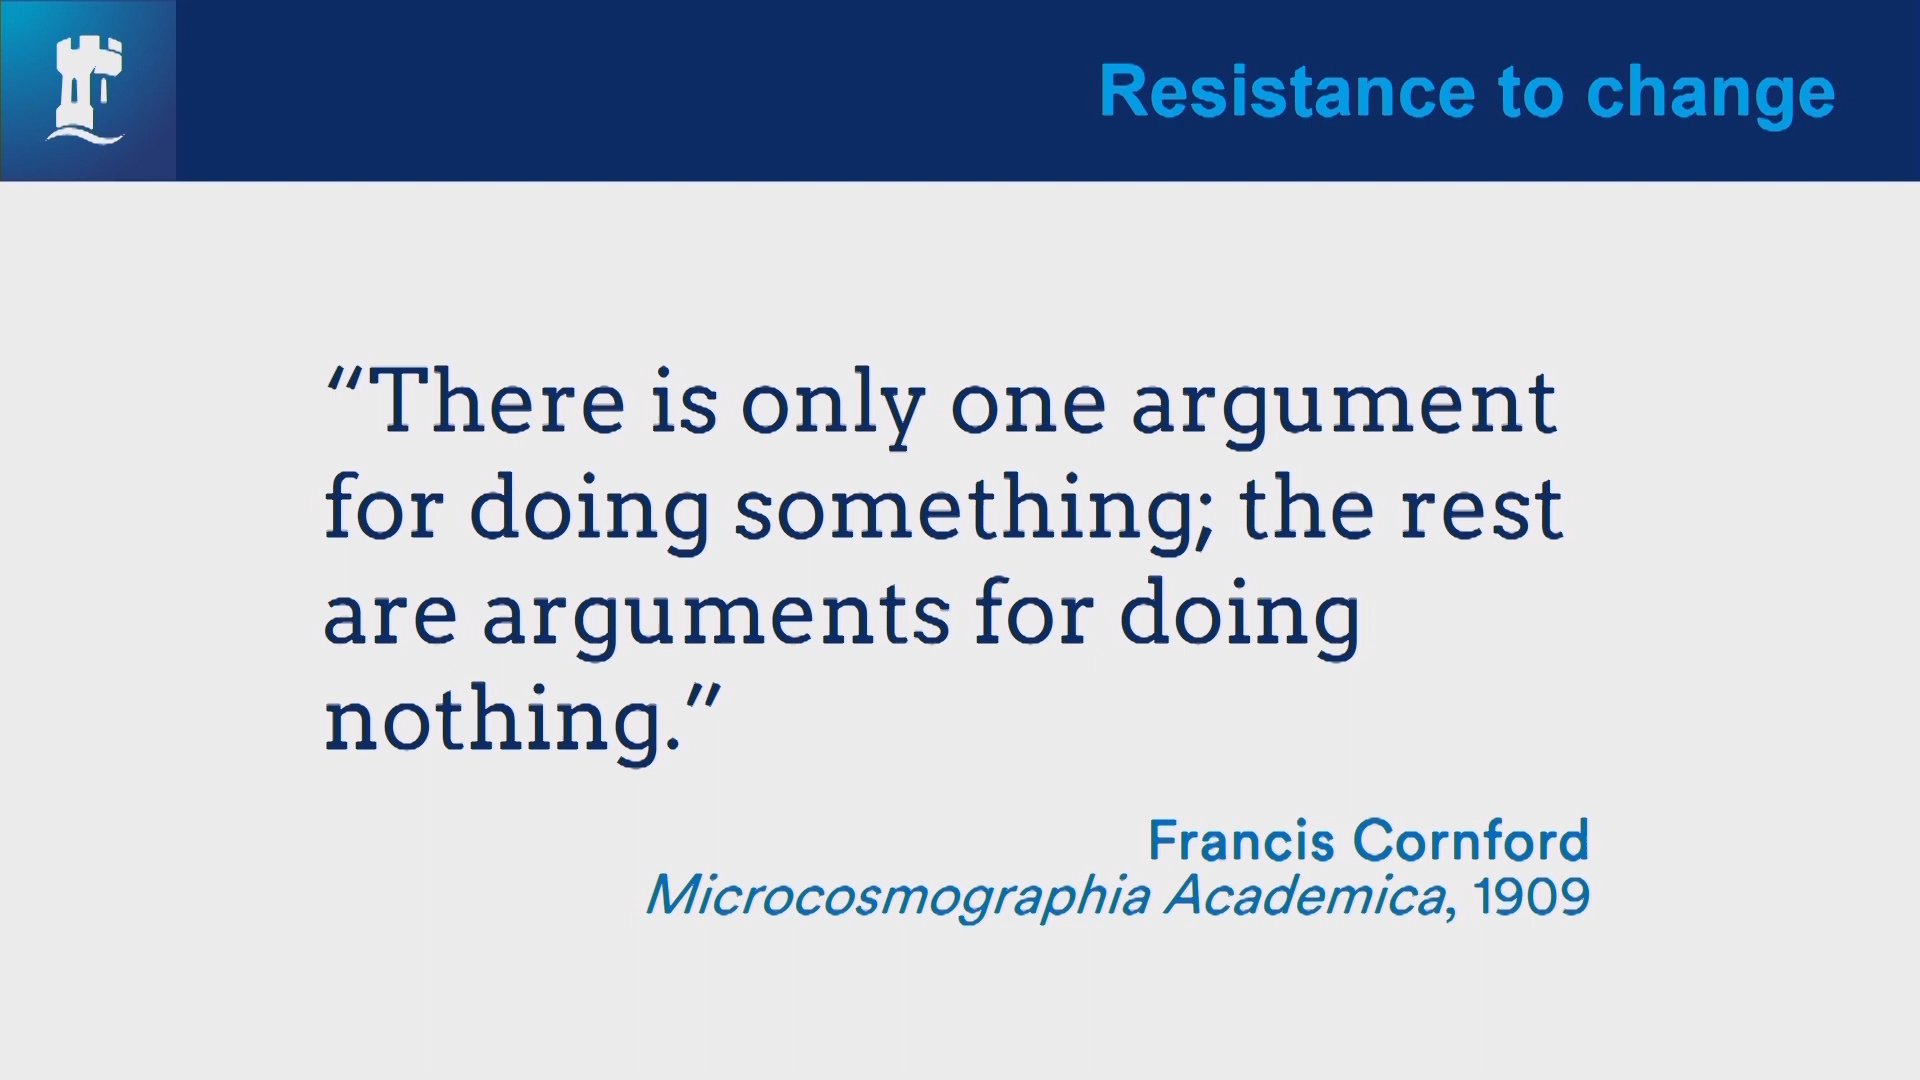 Resistance to change
“There is only one argument
for doing something; the rest
are arguments for doing
nothing.”
Francis Cornford
Microcosmographia Academica, 1909